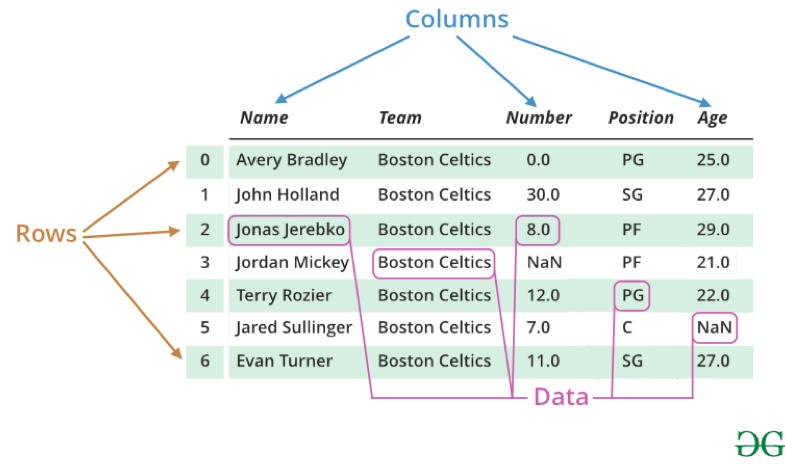 Columns
Name Team Number Position Age
0 Avery Bradley Boston Celtics 0.0 PG 25.0
1 John Holland Boston Celtics 30.0 SG 27.0
Rows
2 Jonas Jerebko Boston Celtics 8.0 PF 29.0
3 Jordan Mickey Boston Celtics NaN PF 21.0
4 Terry Rozier Boston Celtics 12.0 PG 22.0
5 Jared Sullinger Boston Celtics 7.0 C NaN
6 Evan Turner Boston Celtics 11.0 SG 27.0
Data